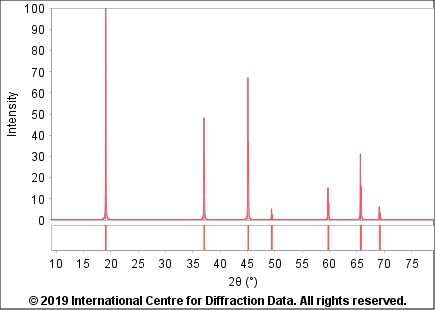 100
90
80
70
60
50
40
30
20
10
0
Intensity
10 15 20 25 30 35 40 45 50 55 60 65 70 75
2θ (°)
© 2019 International Centre for Diffraction Data. All rights reserved.